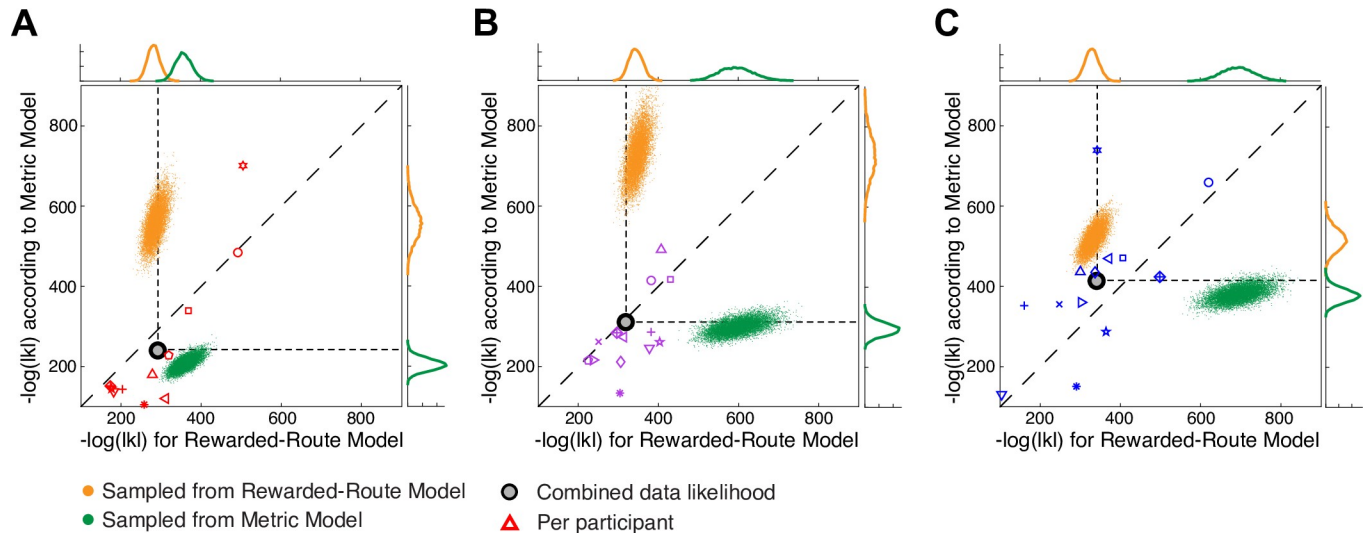 A
B
C
-log(lkl) according to Metric Model
800
600
400
200
200 400 600 800
-log(lkl) for Rewarded-Route Model
-log(lkl) according to Metric Model
800
600
400
200
200 400 600 800
-log(lkl) for Rewarded-Route Model
-log(lkl) according to Metric Model
800
600
400
200
200 400 600 800
-log(lkl) for Rewarded-Route Model
Sampled from Rewarded-Route Model
Sampled from Metric Model
Combined data likelihood
Per participant